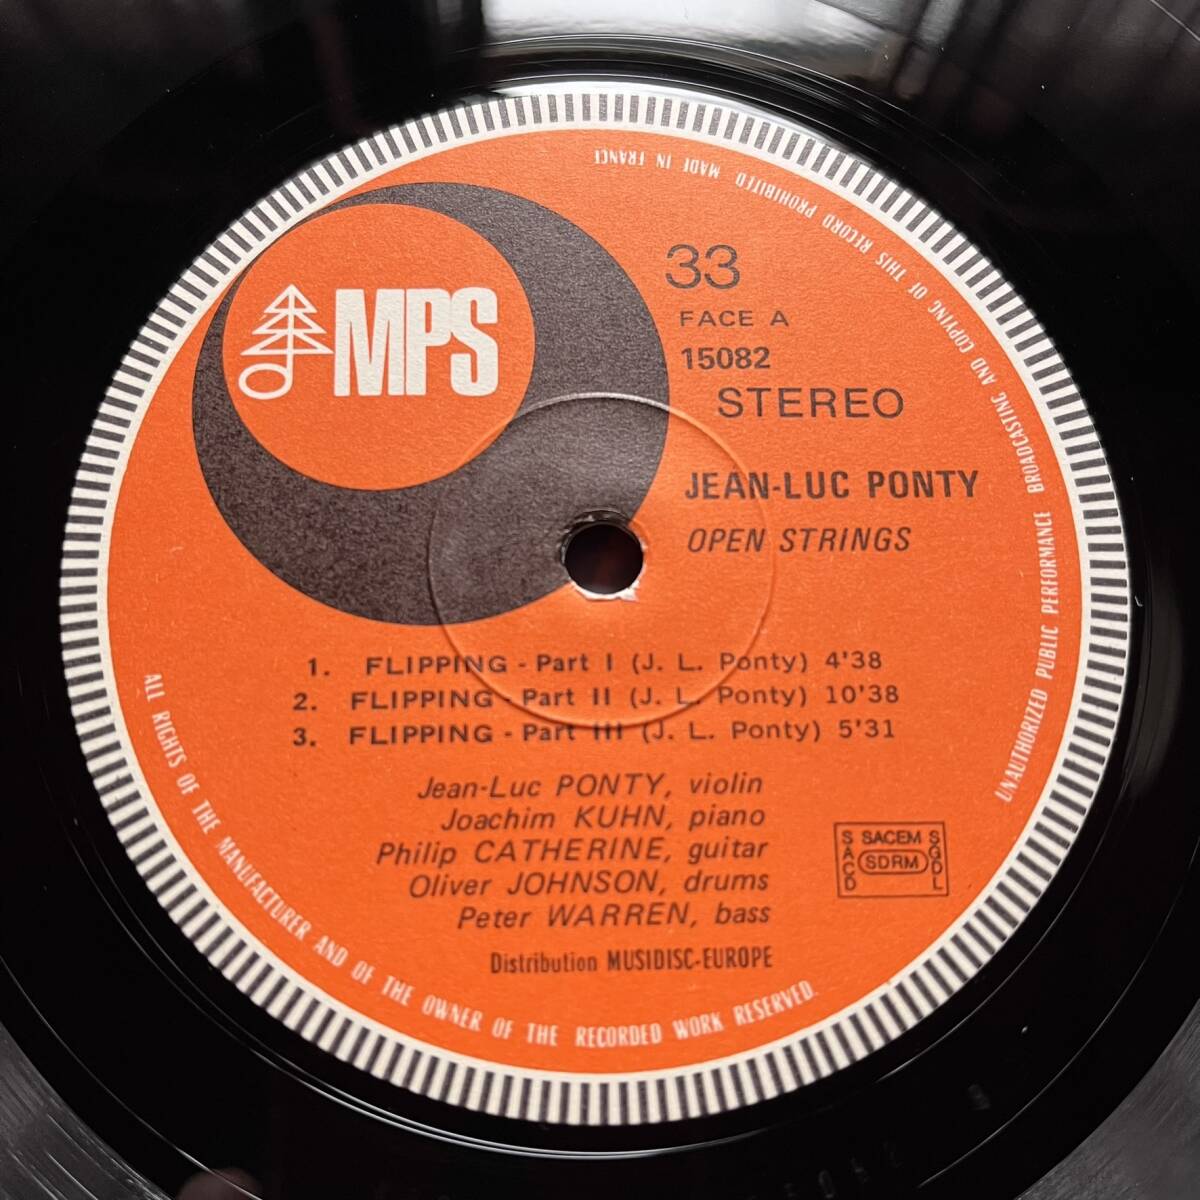 MPS
33
FACE A
15082
STEREO
JEAN-LUC PONTY
OPEN STRINGS
1. FLIPPING - Part I (J. L. Ponty) 4'38
2. FLIPPING - Part II (J. L. Ponty) 10'38
3. FLIPPING - Part III (J. L. Ponty) 5'31
Jean-Luc PONTY, violin
Joachim KUHN, piano
Philip CATHERINE, guitar
Oliver JOHNSON, drums
Peter WARREN, bass
SACEM
SACD
SDRM
SGDL
Distribution MUSIDISC-EUROPE
ALL RIGHTS OF THE MANUFACTURER AND OF THE OWNER OF THE RECORDED WORK RESERVED.
UNAUTHORIZED PUBLIC PERFORMANCE BROADCASTING AND COPYING OF THIS RECORD PROHIBITED MADE IN FRANCE